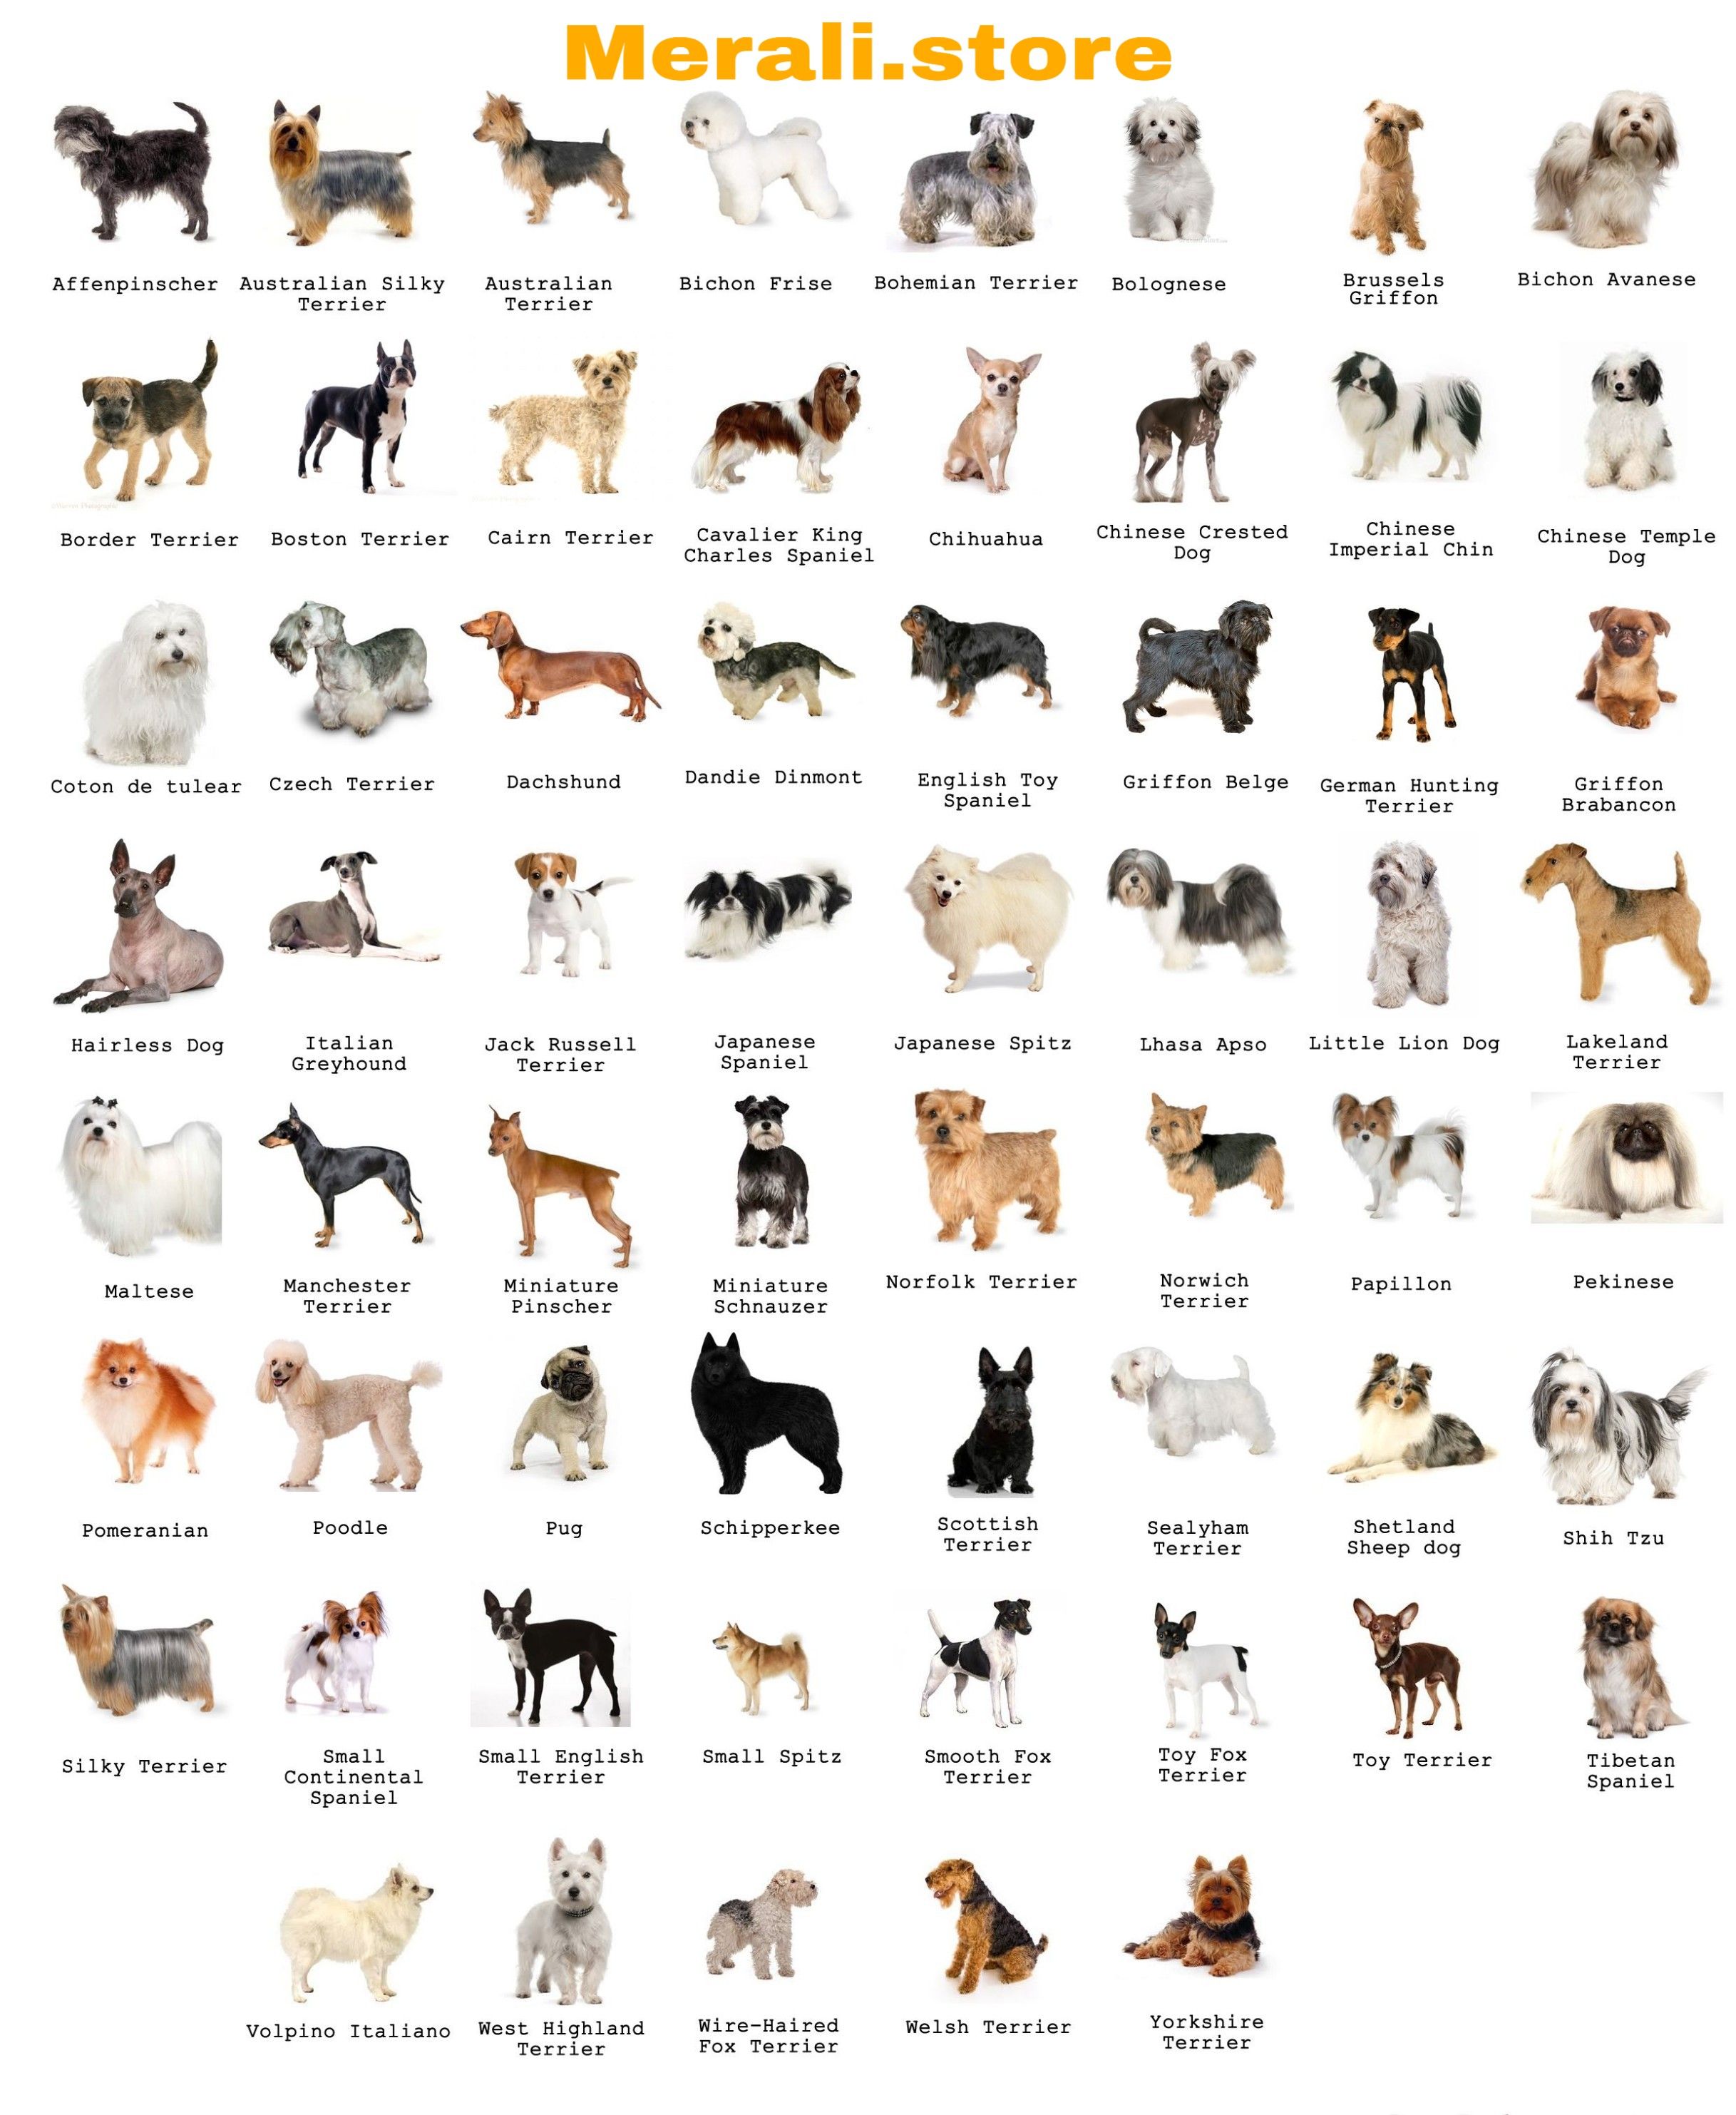 Merali.store
Affenpinscher
Australian Silky
Terrier
Australian
Terrier
Bichon Frise
Bohemian Terrier
Bolognese
Brussels
Griffon
Bichon Avanese
Border Terrier
Boston Terrier
Cairn Terrier
Cavalier King
Charles Spaniel
Chihuahua
Chinese Crested
Dog
Chinese
Imperial Chin
Chinese Temple
Dog
Coton de tulear
Czech Terrier
Dachshund
Dandie Dinmont
English Toy
Spaniel
Griffon Belge
German Hunting
Terrier
Griffon
Brabancon
Hairless Dog
Italian
Greyhound
Jack Russell
Terrier
Japanese
Spaniel
Japanese Spitz
Lhasa Apso
Little Lion Dog
Lakeland
Terrier
Maltese
Manchester
Terrier
Miniature
Pinscher
Miniature
Schnauzer
Norfolk Terrier
Norwich
Terrier
Papillon
Pekinese
Pomeranian
Poodle
Pug
Schipperkee
Scottish
Terrier
Sealyham
Terrier
Shetland
Sheep dog
Shih Tzu
Silky Terrier
Small
Continental
Spaniel
Small English
Terrier
Small Spitz
Smooth Fox
Terrier
Toy Fox
Terrier
Toy Terrier
Tibetan
Spaniel
Volpino Italiano
West Highland
Terrier
Wire-Haired
Fox Terrier
Welsh Terrier
Yorkshire
Terrier